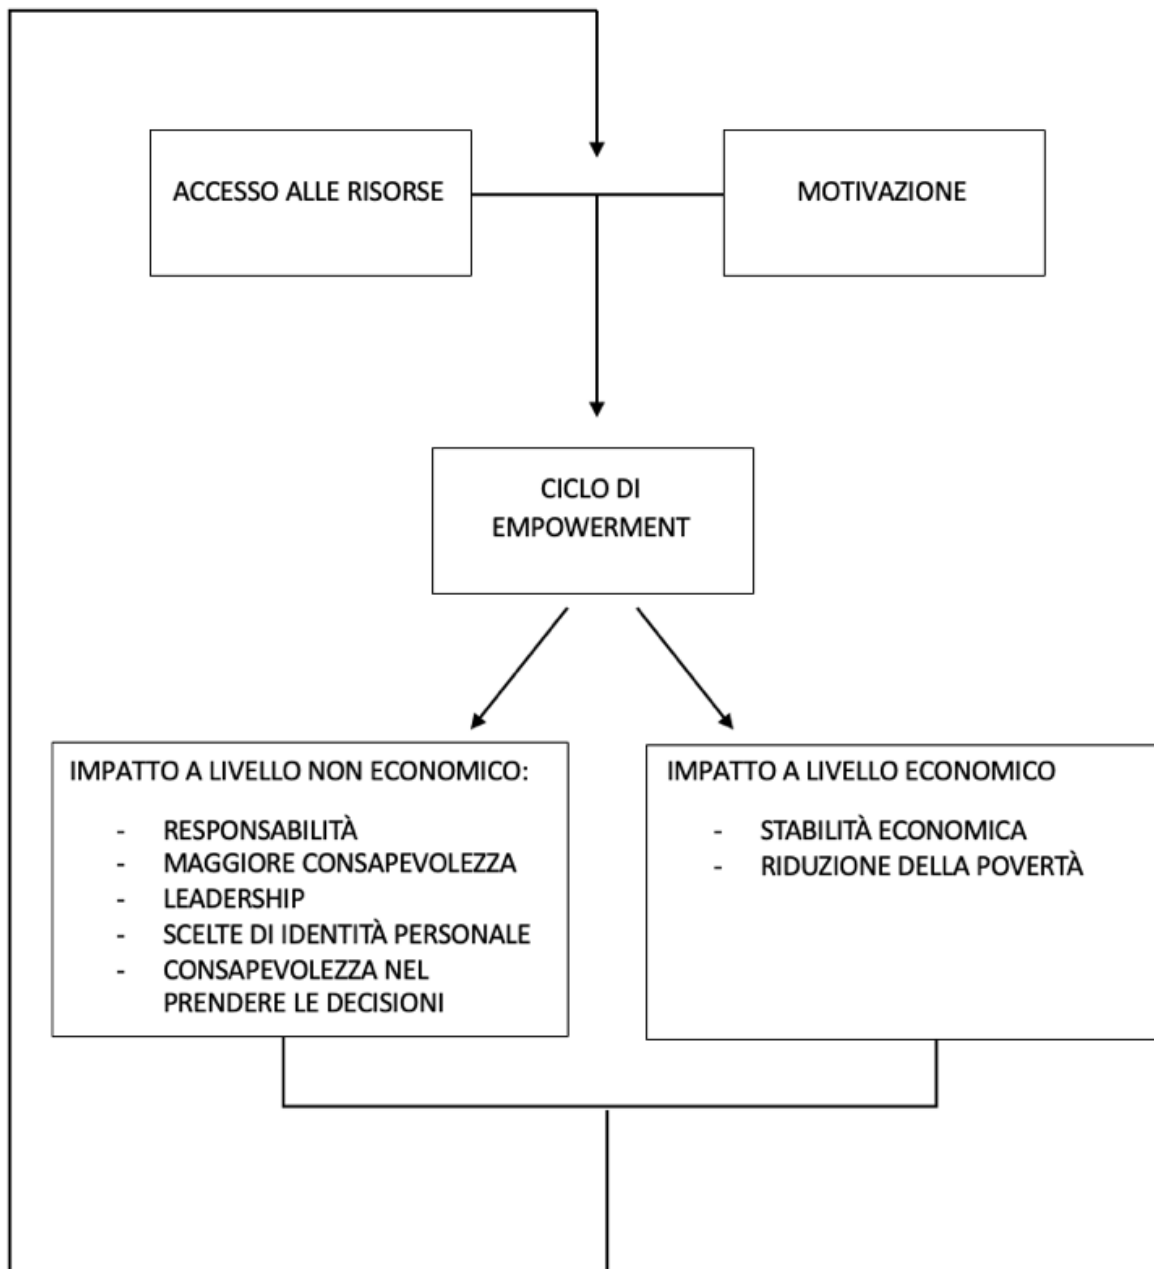 ACCESSO ALLE RISORSE
MOTIVAZIONE
CICLO DI
EMPOWERMENT
IMPATTO A LIVELLO NON ECONOMICO:
- RESPONSABILITÀ
- MAGGIORE CONSAPEVOLEZZA
- LEADERSHIP
- SCELTE DI IDENTITÀ PERSONALE
- CONSAPEVOLEZZA NEL
PRENDERE LE DECISIONI
IMPATTO A LIVELLO ECONOMICO
- STABILITÀ ECONOMICA
- RIDUZIONE DELLA POVERTÀ